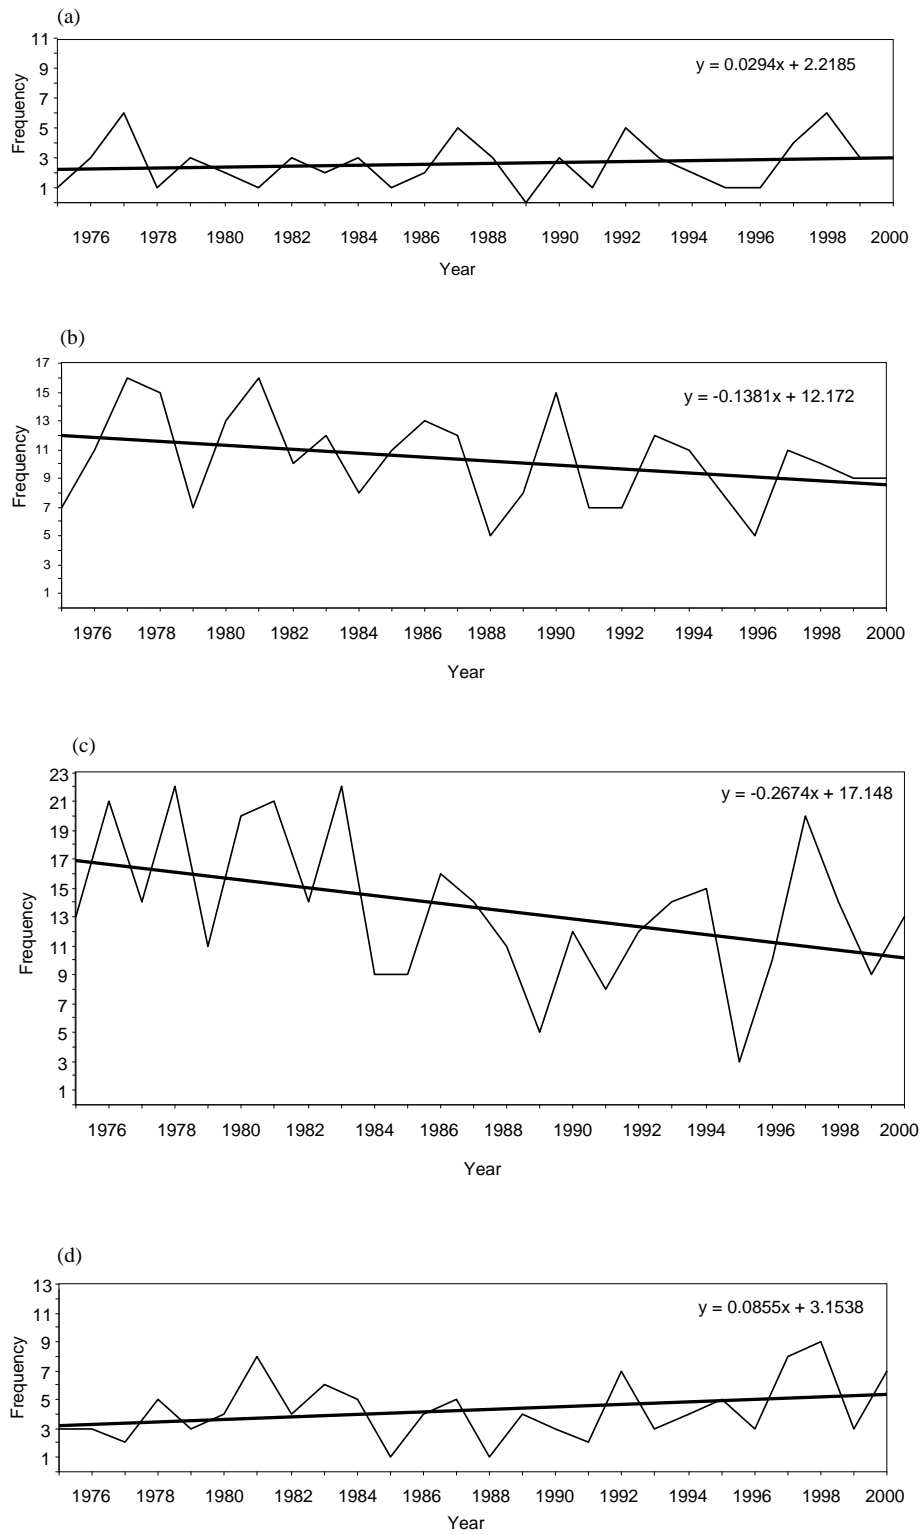 (a)
11
9
7
5
3
1
Frequency
y = 0.0294x + 2.2185
1976 1978 1980 1982 1984 1986 1988 1990 1992 1994 1996 1998 2000
Year
(b)
17
15
13
11
9
7
5
3
1
Frequency
y = -0.1381x + 12.172
1976 1978 1980 1982 1984 1986 1988 1990 1992 1994 1996 1998 2000
Year
(c)
23
21
19
17
15
13
11
9
7
5
3
1
Frequency
y = -0.2674x + 17.148
1976 1978 1980 1982 1984 1986 1988 1990 1992 1994 1996 1998 2000
Year
(d)
13
11
9
7
5
3
1
Frequency
y = 0.0855x + 3.1538
1976 1978 1980 1982 1984 1986 1988 1990 1992 1994 1996 1998 2000
Year